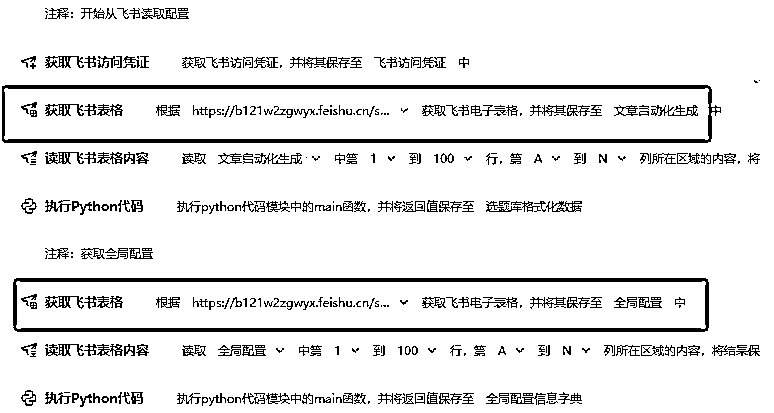 注释：开始从飞书读取配置
获取飞书访问凭证 获取飞书访问凭证，并将其保存至 飞书访问凭证 中
获取飞书表格 根据 https://b121w2zgwyx.feishu.cn/s... 获取飞书电子表格，并将其保存至 文章自动化生成 中
读取飞书表格内容 读取 文章自动化生成 中第 1 到 100 行，第 A 到 N 列所在区域的内容，将
执行Python代码 执行python代码模块中的main函数，并将返回值保存至 选题库格式化数据
注释：获取全局配置
获取飞书表格 根据 https://b121w2zgwyx.feishu.cn/s... 获取飞书电子表格，并将其保存至 全局配置 中
读取飞书表格内容 读取 全局配置 中第 1 到 100 行，第 A 到 N 列所在区域的内容，将结果保
执行Python代码 执行python代码模块中的main函数，并将返回值保存至 全局配置信息字典